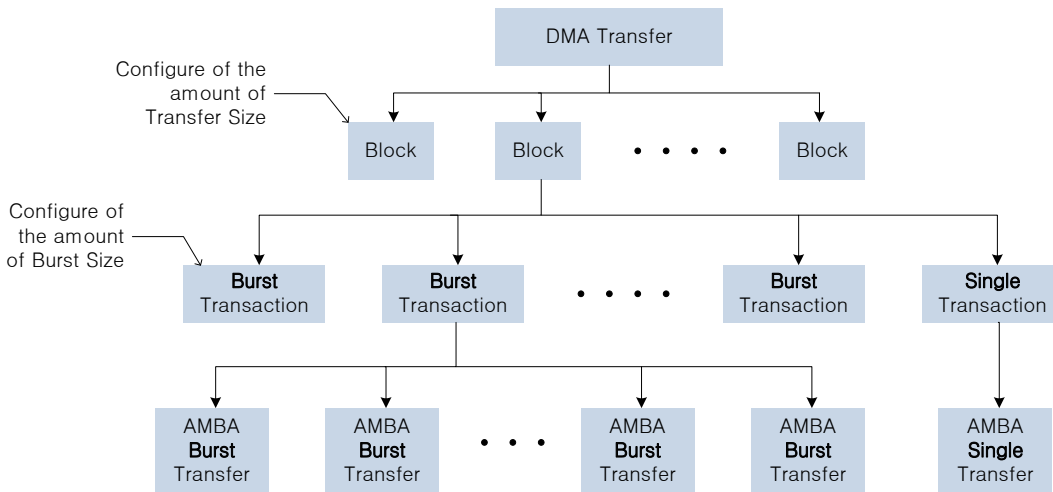 DMA Transfer
Configure of the
amount of
Transfer Size
Block
Block
Block
Configure of
the amount
of Burst Size
Burst
Transaction
Burst
Transaction
Burst
Transaction
Single
Transaction
AMBA
Burst
Transfer
AMBA
Burst
Transfer
AMBA
Burst
Transfer
AMBA
Burst
Transfer
AMBA
Single
Transfer